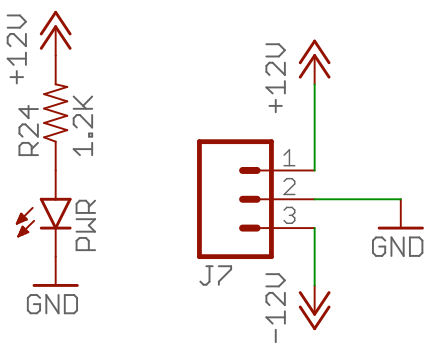 +12V
R24
1.2K
PWR
GND
+12V
1
2
3
GND
J7
-12V